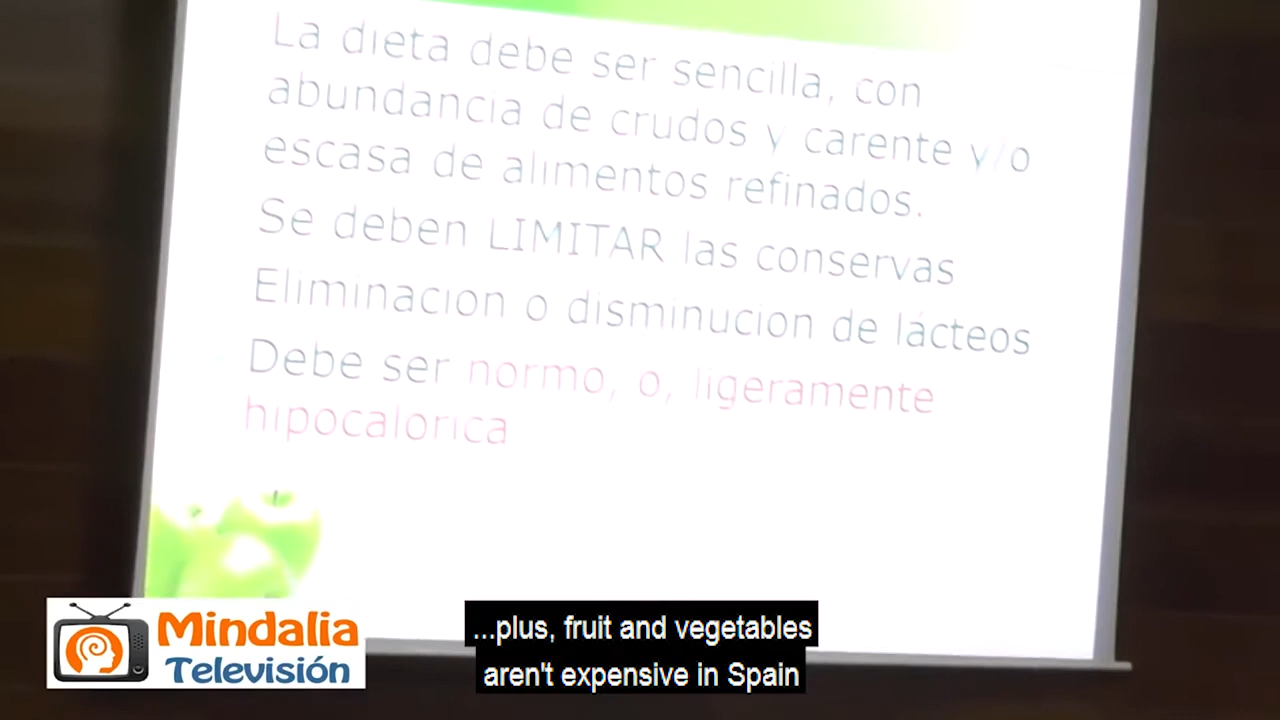 La dieta debe ser sencilla, con
abundancia de crudos y carente y/o
escasa de alimentos refinados.
Se deben LIMITAR las conservas
Eliminacion o disminucion de lácteos
Debe ser normo, o, ligeramente
hipocalorica
Mindalia
Televisión
...plus, fruit and vegetables
aren't expensive in Spain